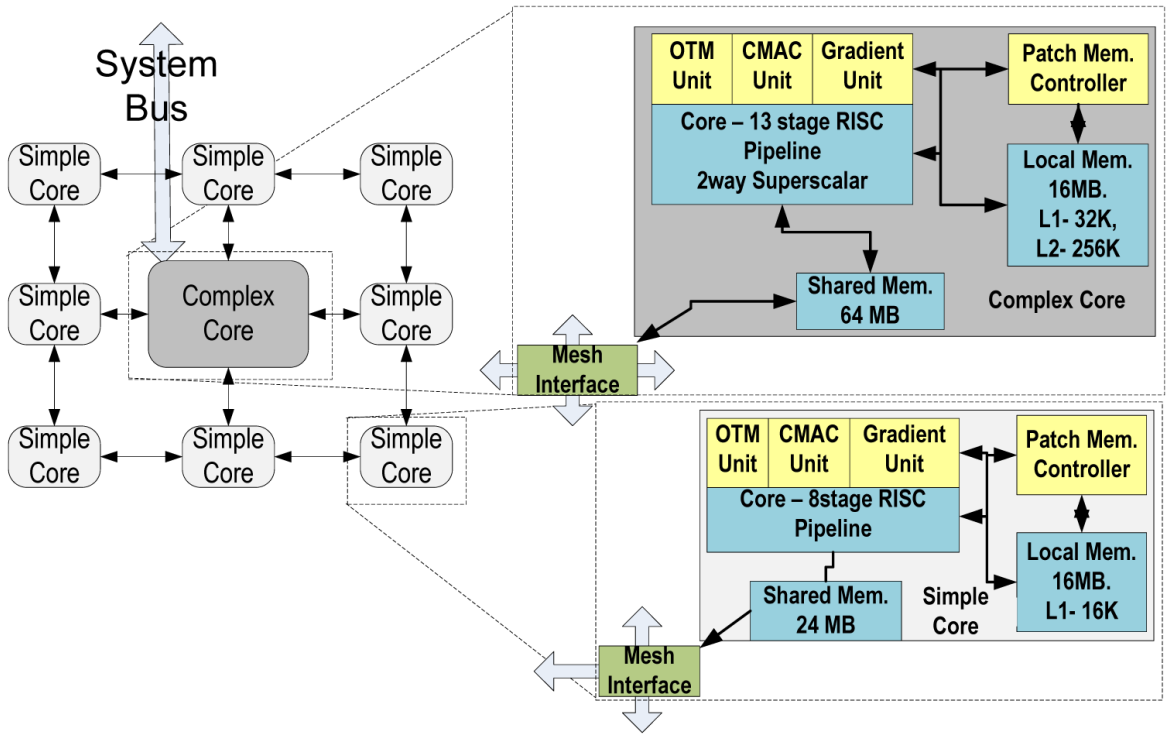 System
Bus
Simple
Core
Simple
Core
Simple
Core
Simple
Core
Complex
Core
Simple
Core
Simple
Core
Simple
Core
Simple
Core
OTM
Unit
CMAC
Unit
Gradient
Unit
Core – 13 stage RISC
Pipeline
2way Superscalar
Patch Mem.
Controller
Local Mem.
16MB.
L1- 32K,
L2- 256K
Shared Mem.
64 MB
Complex Core
Mesh
Interface
OTM
Unit
CMAC
Unit
Gradient
Unit
Core – 8stage RISC
Pipeline
Patch Mem.
Controller
Local Mem.
16MB.
L1- 16K
Shared Mem.
24 MB
Simple
Core
Mesh
Interface